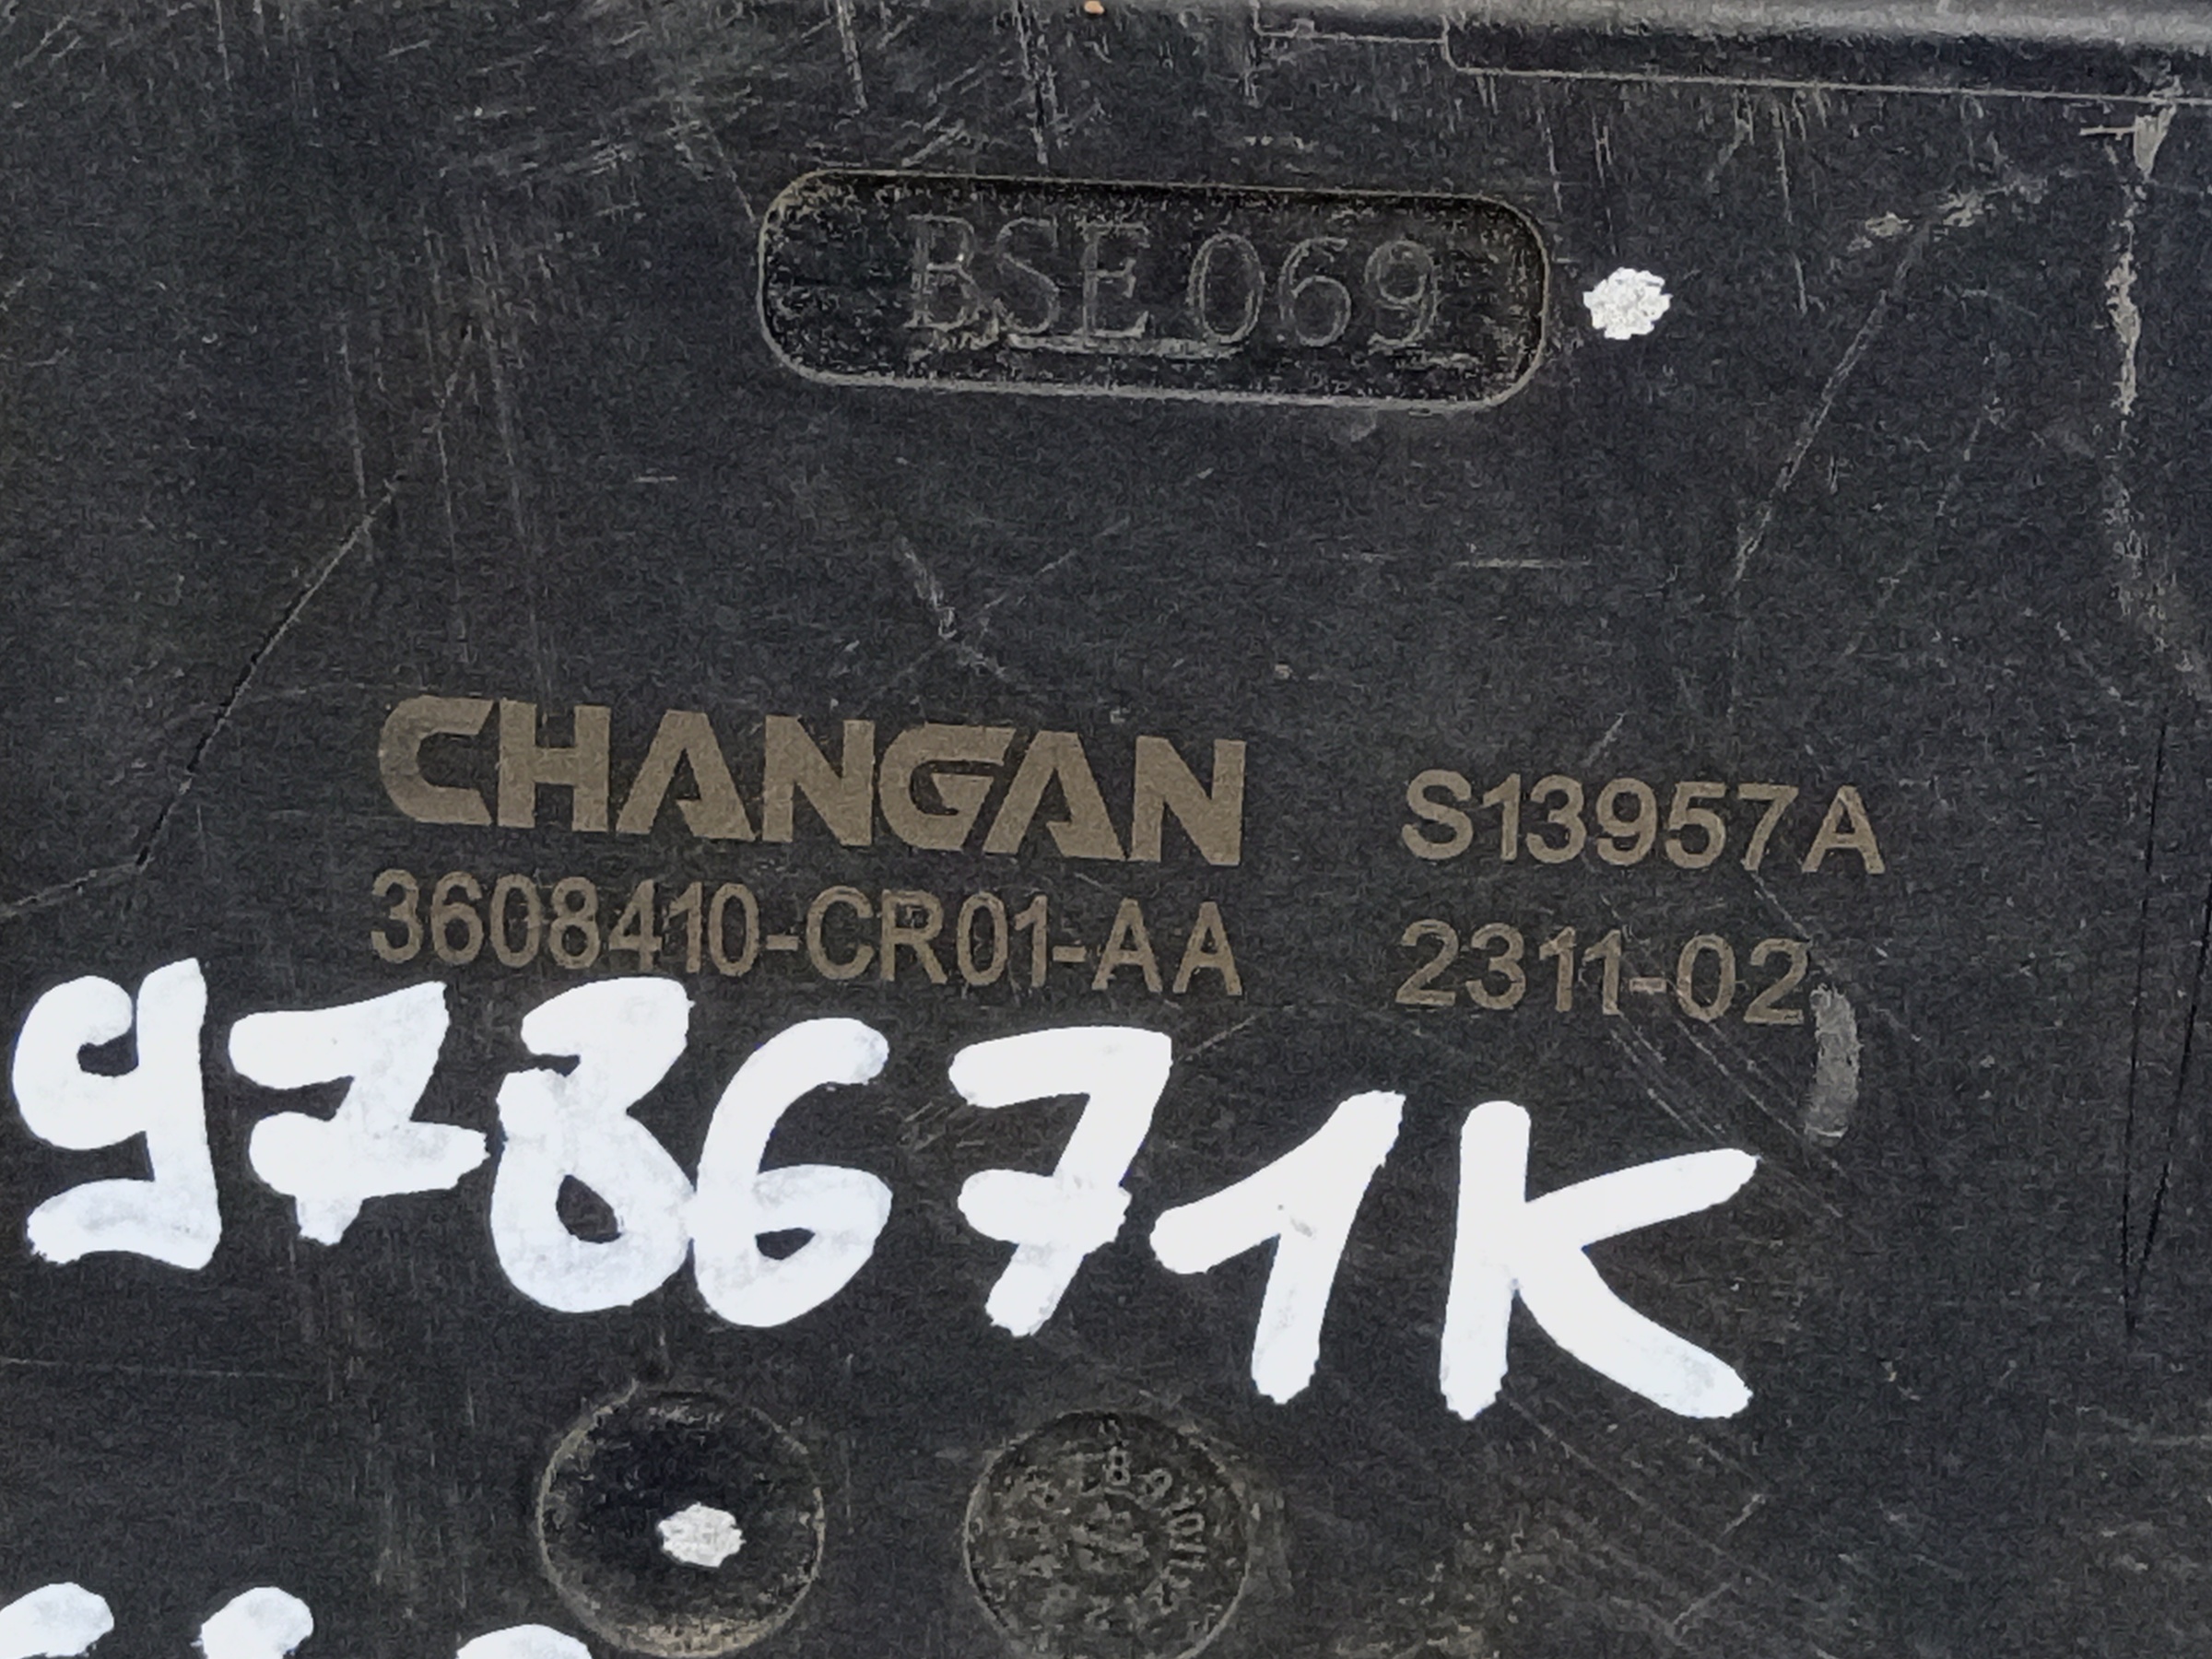 BSE069
CHANGAN S13957A
3608410-CR01-AA 2311-02
978671K